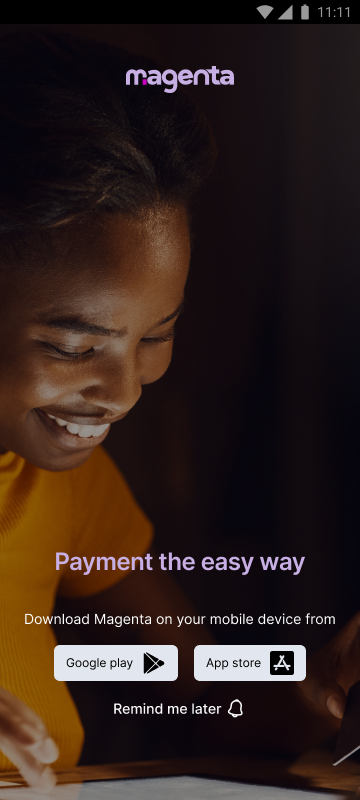 11:11
magenta
Payment the easy way
Download Magenta on your mobile device from
Google play
App store
Remind me later